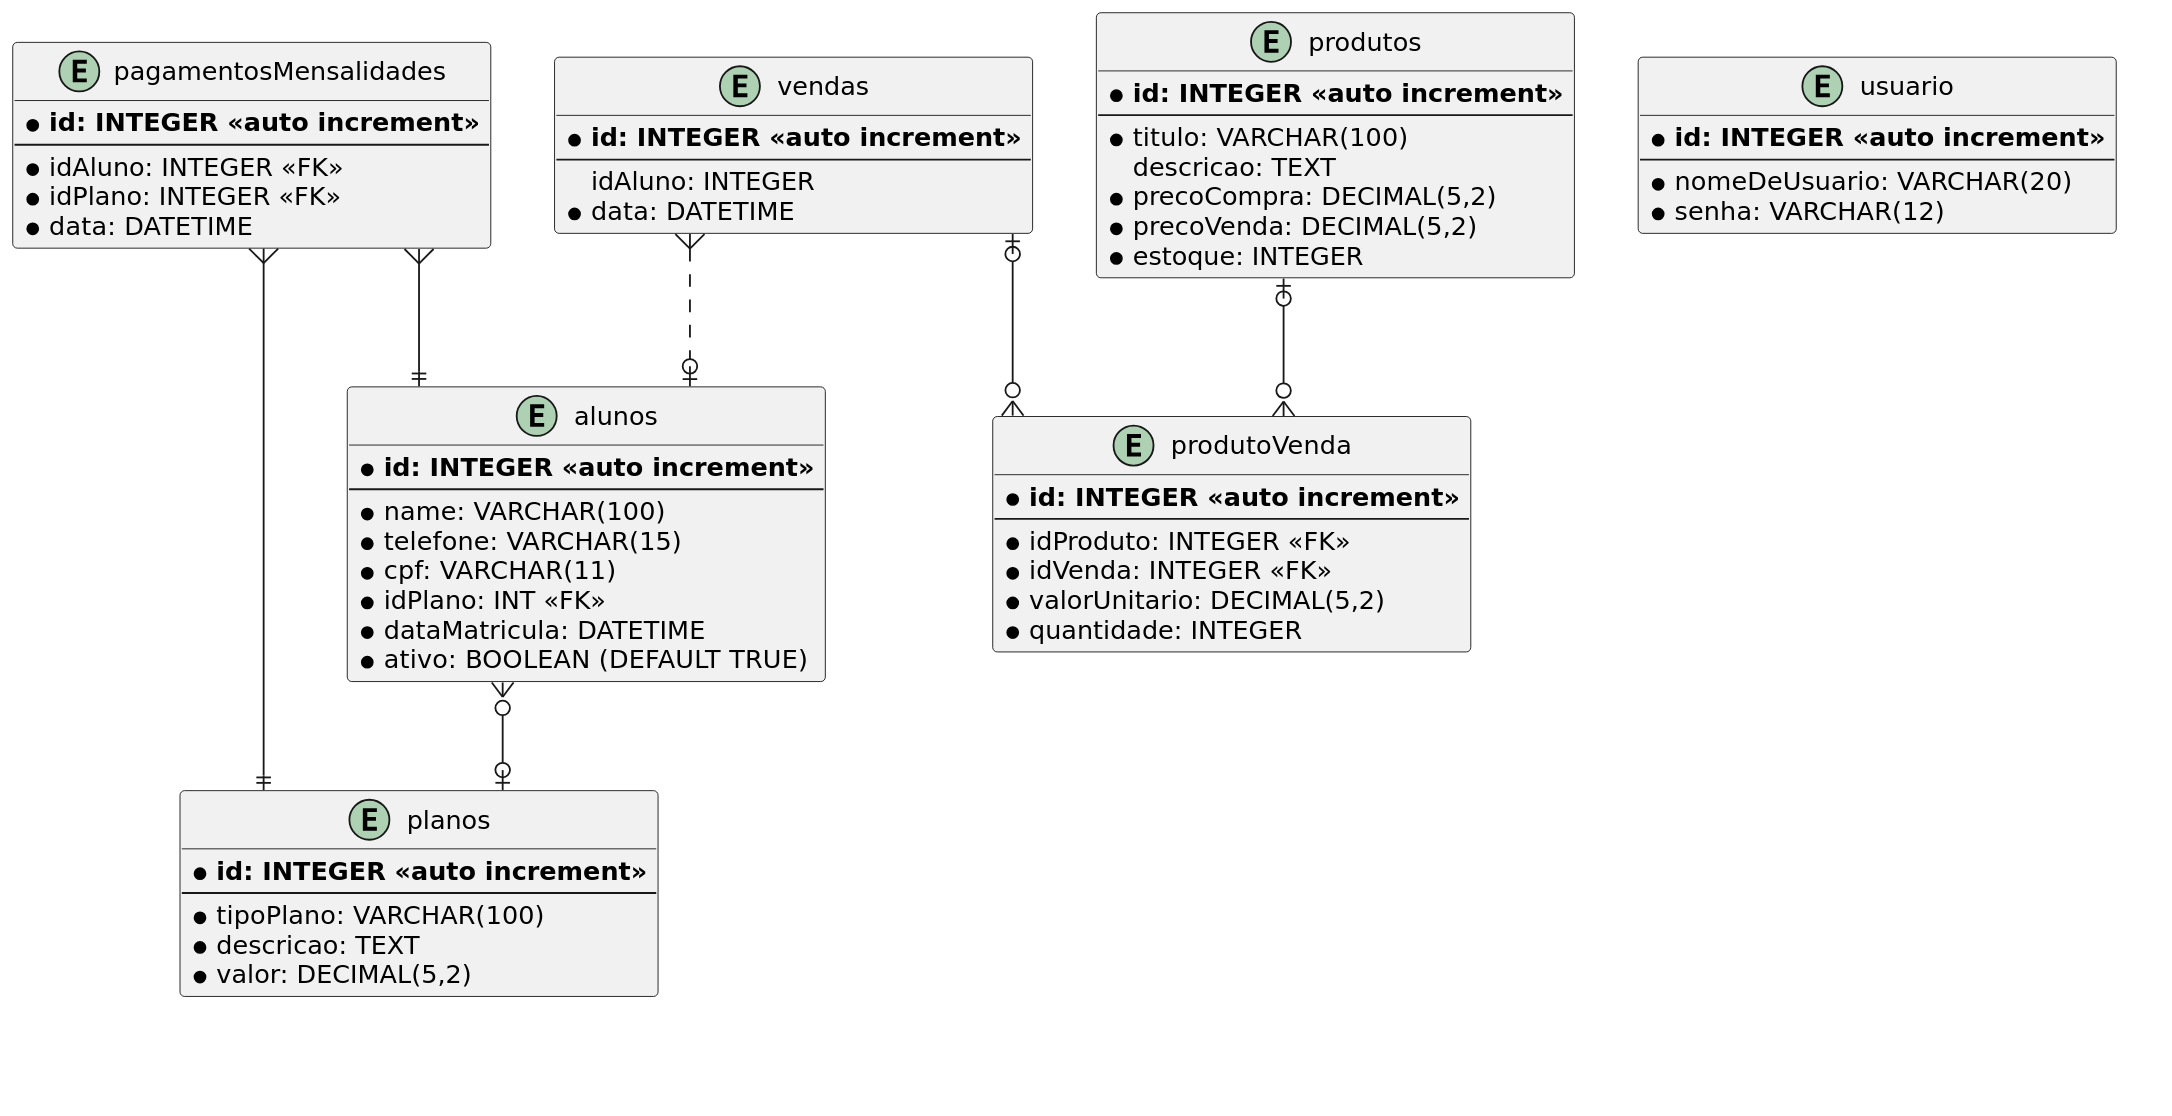 E pagamentosMensalidades
id: INTEGER «auto increment»
idAluno: INTEGER «FK»
idPlano: INTEGER «FK»
data: DATETIME
E vendas
id: INTEGER «auto increment»
idAluno: INTEGER
data: DATETIME
E produtos
id: INTEGER «auto increment»
titulo: VARCHAR(100)
descricao: TEXT
precoCompra: DECIMAL(5,2)
precoVenda: DECIMAL(5,2)
estoque: INTEGER
E usuario
id: INTEGER «auto increment»
nomeDeUsuario: VARCHAR(20)
senha: VARCHAR(12)
E alunos
id: INTEGER «auto increment»
name: VARCHAR(100)
telefone: VARCHAR(15)
cpf: VARCHAR(11)
idPlano: INT «FK»
dataMatricula: DATETIME
ativo: BOOLEAN (DEFAULT TRUE)
E produtoVenda
id: INTEGER «auto increment»
idProduto: INTEGER «FK»
idVenda: INTEGER «FK»
valorUnitario: DECIMAL(5,2)
quantidade: INTEGER
E planos
id: INTEGER «auto increment»
tipoPlano: VARCHAR(100)
descricao: TEXT
valor: DECIMAL(5,2)